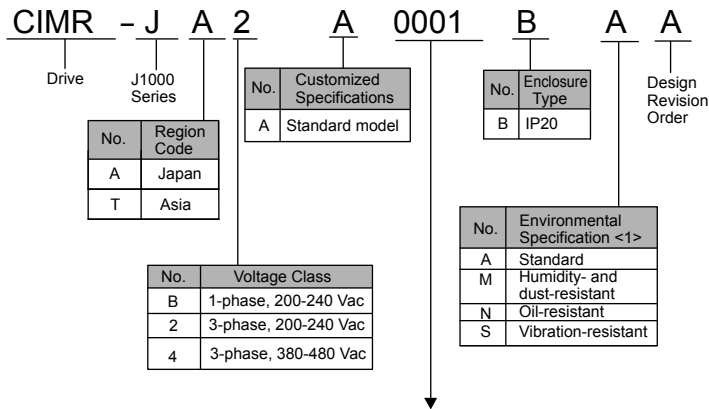 CIMR – J A 2 A 0001 B A A
Drive
J1000
Series
No. Region
Code
A Japan
T Asia
No. Customized
Specifications
A Standard model
No. Enclosure
Type
B IP20
Design
Revision
Order
No. Voltage Class
B 1-phase, 200-240 Vac
2 3-phase, 200-240 Vac
4 3-phase, 380-480 Vac
No. Environmental
Specification <1>
A Standard
M Humidity- and
dust-resistant
N Oil-resistant
S Vibration-resistant